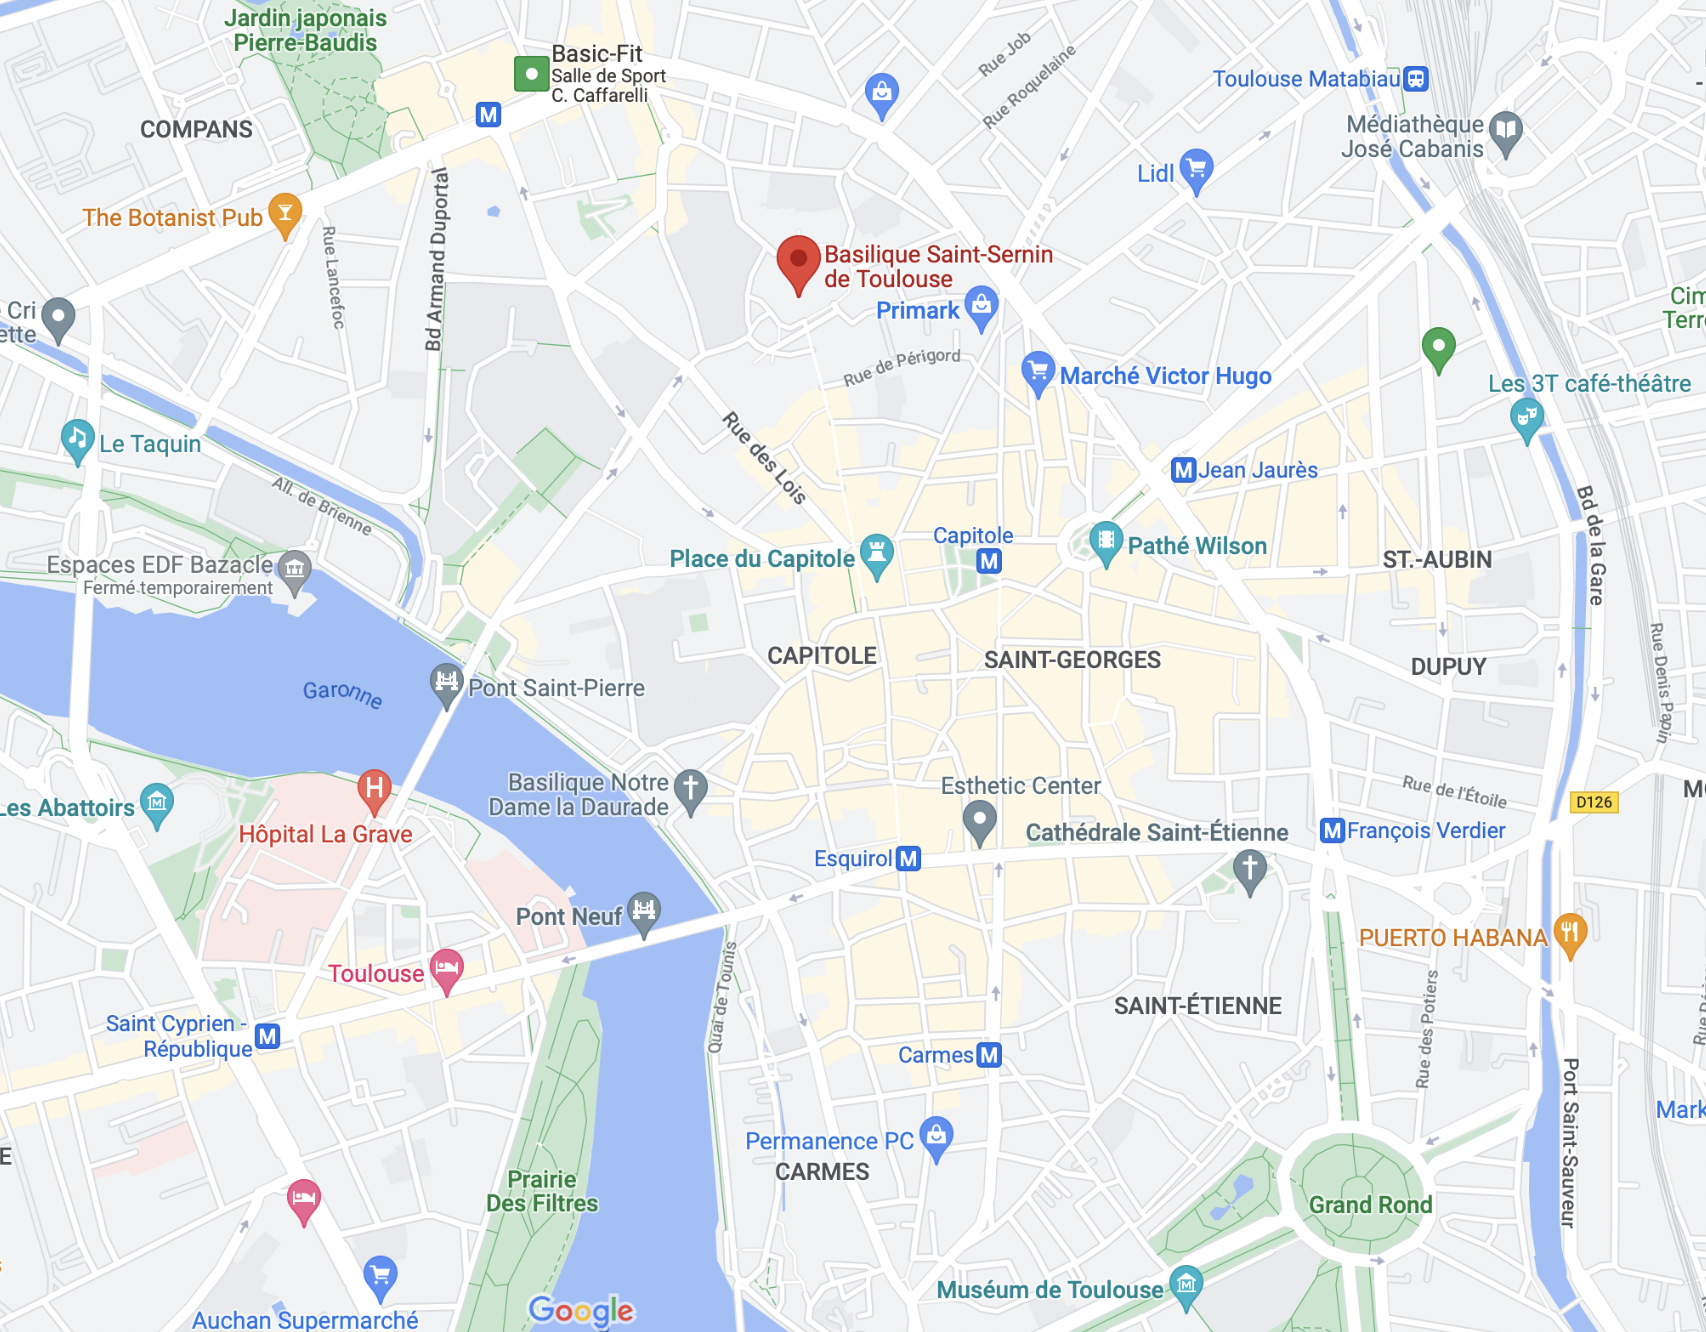 Jardin japonais
Pierre-Baudis
Basic-Fit
Salle de Sport
C. Caffarelli
Rue Job
Rue Roquelaine
Toulouse Matabiau
COMPANS
M
Médiathèque
José Cabanis
Lidl
The Botanist Pub
Rue Lancefoc
Bd Armand Duportal
Basilique Saint-Sernin
de Toulouse
Primark
Cri
ette
Cim
Terre
Rue de Périgord
Marché Victor Hugo
Les 3T café-théâtre
Le Taquin
Rue des Lois
M
Jean Jaurès
All. de Brienne
Bd de la Gare
Capitole
M
Place du Capitole
Pathé Wilson
ST.-AUBIN
Espaces EDF Bazacle
Fermé temporairement
CAPITOLE
SAINT-GEORGES
DUPUY
Rue Denis Papin
Garonne
Pont Saint-Pierre
Basilique Notre
Dame la Daurade
Esthetic Center
Rue de l'Étoile
D126
MO
Les Abattoirs
H
Hôpital La Grave
Cathédrale Saint-Étienne
M
François Verdier
Esquirol
M
Pont Neuf
PUERTO HABANA
Toulouse
Quai de Tounis
SAINT-ÉTIENNE
Rue des Potiers
Saint Cyprien -
République
M
Carmes
M
Port Saint-Sauveur
Mark
Permanence PC
CARMES
E
Prairie
Des Filtres
Grand Rond
Muséum de Toulouse
Auchan Supermarché
Google